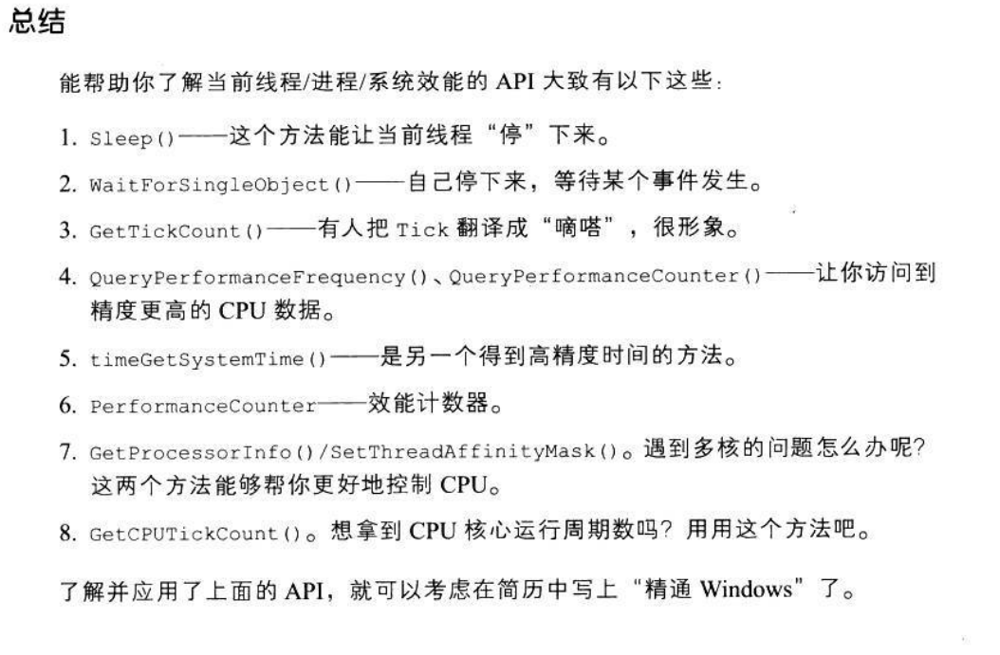 总结
能帮助你了解当前线程/进程/系统效能的 API 大致有以下这些：
1. Sleep()——这个方法能让当前线程“停”下来。
2. WaitForSingleObject()——自己停下来，等待某个事件发生。
3. GetTickCount()——有人把 Tick 翻译成“嘀嗒”，很形象。
4. QueryPerformanceFrequency()、QueryPerformanceCounter()——让你访问到
精度更高的 CPU 数据。
5. timeGetSystemTime()——是另一个得到高精度时间的方法。
6. PerformanceCounter——效能计数器。
7. GetProcessorInfo()/SetThreadAffinityMask()。遇到多核的问题怎么办呢？
这两个方法能够帮你更好地控制 CPU。
8. GetCPUTickCount()。想拿到 CPU 核心运行周期数吗？用用这个方法吧。
了解并应用了上面的 API，就可以考虑在简历中写上“精通 Windows”了。